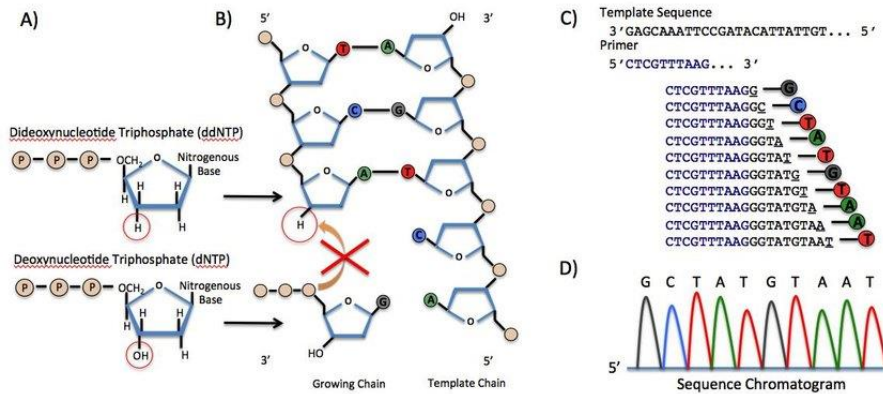 A)
Dideoxynucleotide Triphosphate (ddNTP)
P P P OCH2 O Nitrogenous
Base
H H
H H
Deoxynucleotide Triphosphate (dNTP)
P P P OCH2 O Nitrogenous
Base
H H
OH H
B)
5′ OH 3′
O T A O
O C G O
O A T O
H
C O
G O
HO
A O
3′ 5′
Growing Chain Template Chain
C)
Template Sequence
3′GAGCAAATTCCGATACATTATTGT... 5′
Primer
5′CTCGTTTAAG... 3′
CTCGTTTAAGG G
CTCGTTTAAGGC C
CTCGTTTAAGGGT T
CTCGTTTAAGGGTA A
CTCGTTTAAGGGTAT T
CTCGTTTAAGGGTATG G
CTCGTTTAAGGGTATGT T
CTCGTTTAAGGGTATGTA A
CTCGTTTAAGGGTATGTAA A
CTCGTTTAAGGGTATGTAAT T
D)
G C T A T G T A A T
5′
Sequence Chromatogram